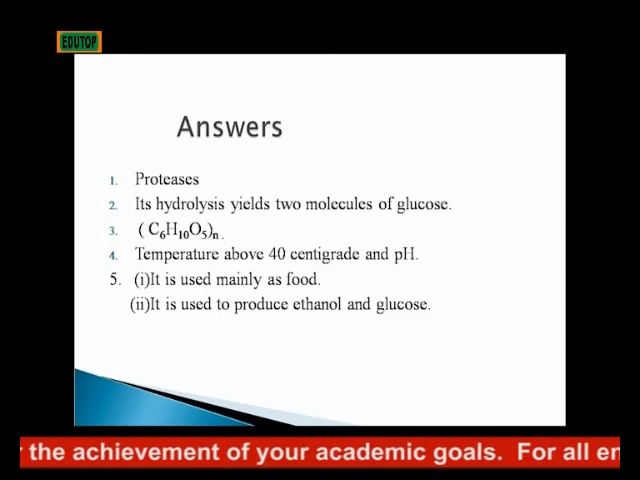 EDUTOP
Answers
1. Proteases
2. Its hydrolysis yields two molecules of glucose.
3. ( C6H10O5)n .
4. Temperature above 40 centigrade and pH.
5. (i)It is used mainly as food.
(ii)It is used to produce ethanol and glucose.
the achievement of your academic goals. For all